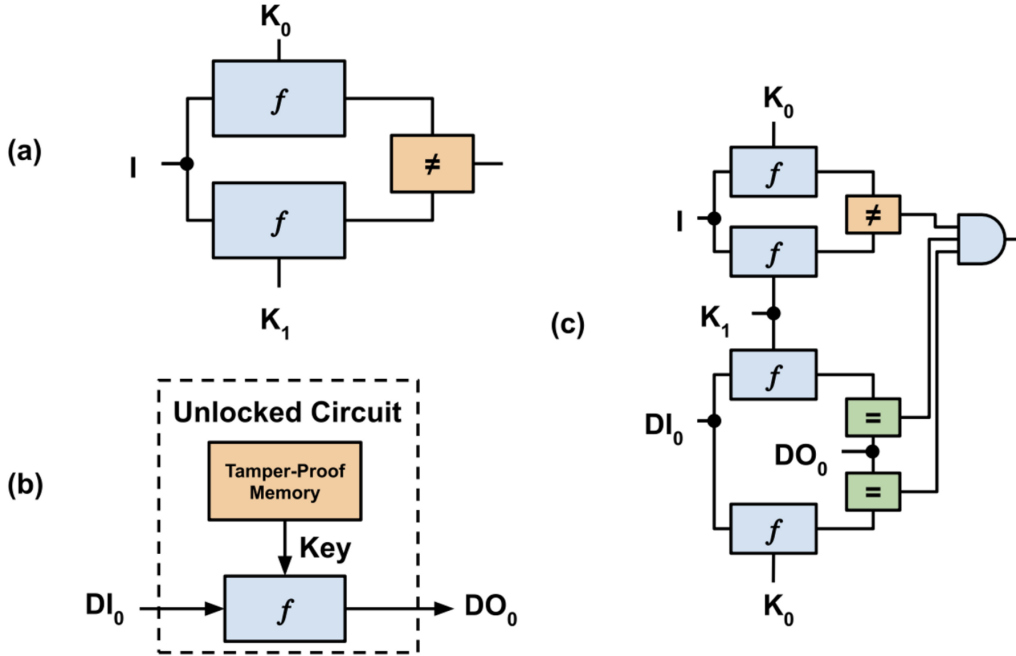 (a)
K₀
f
I
≠
f
K₁
(b)
Unlocked Circuit
Tamper-Proof
Memory
Key
DI₀
f
DO₀
(c)
K₀
f
I
≠
f
K₁
f
DI₀
=
DO₀
=
f
K₀